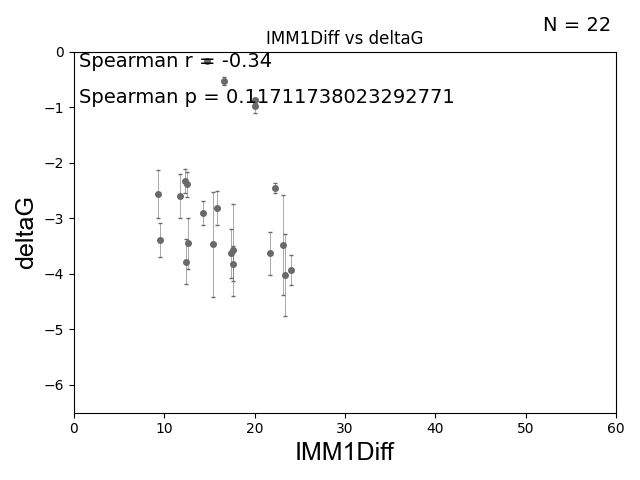 N = 22
IMM1Diff vs deltaG
Spearman r = -0.34
Spearman p = 0.11711738023292771
0
−1
−2
−3
−4
−5
−6
deltaG
0 10 20 30 40 50 60
IMM1Diff